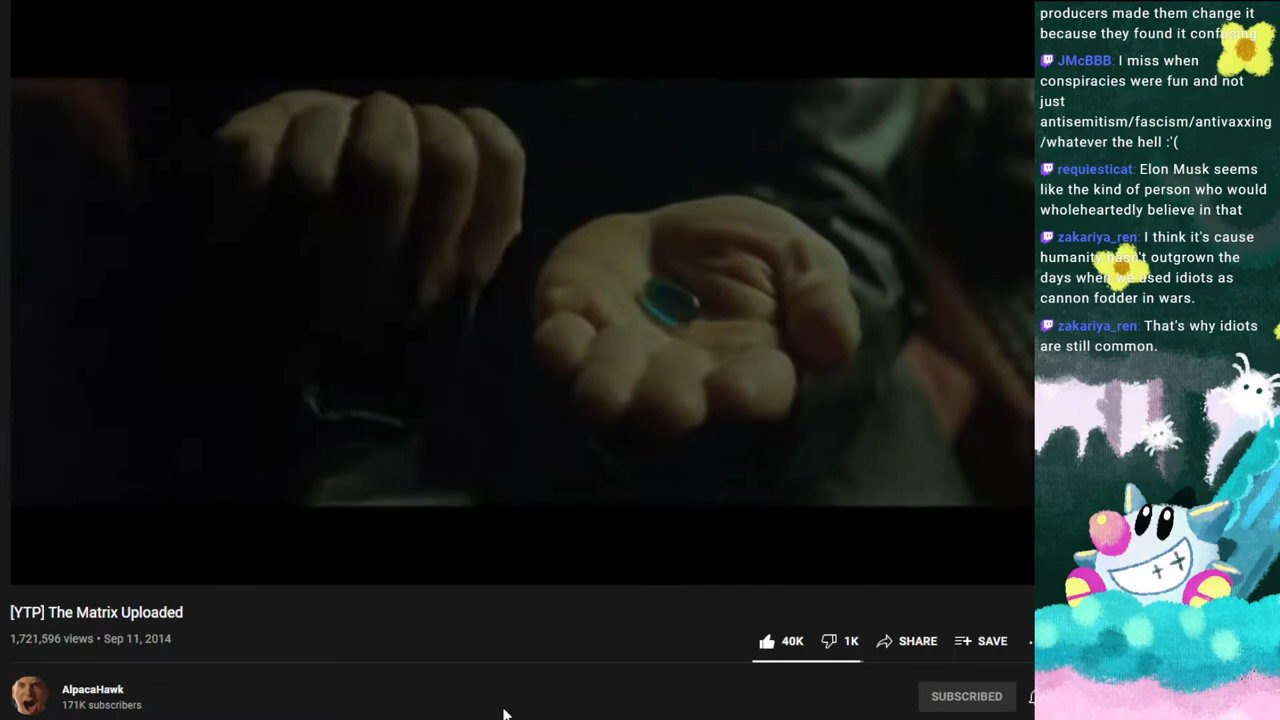 producers made them change it
because they found it confusing
JMcBBB: I miss when
conspiracies were fun and not
just
antisemitism/fascism/antivaxxing
/whatever the hell :'(
requiesticat: Elon Musk seems
like the kind of person who would
wholeheartedly believe in that
zakariya_ren: I think it's cause
humanity hasn't outgrown the
days when we used idiots as
cannon fodder in wars.
zakariya_ren: That's why idiots
are still common.
[YTP] The Matrix Uploaded
1,721,596 views • Sep 11, 2014
40K 1K SHARE SAVE
AlpacaHawk
171K subscribers
SUBSCRIBED